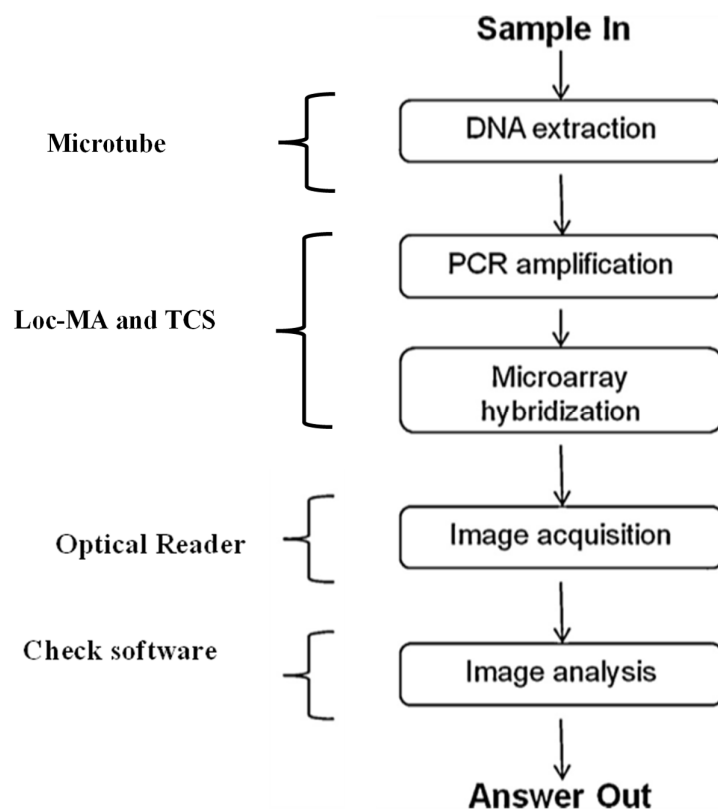 Sample In
Microtube
DNA extraction
Loc-MA and TCS
PCR amplification
Microarray
hybridization
Optical Reader
Image acquisition
Check software
Image analysis
Answer Out